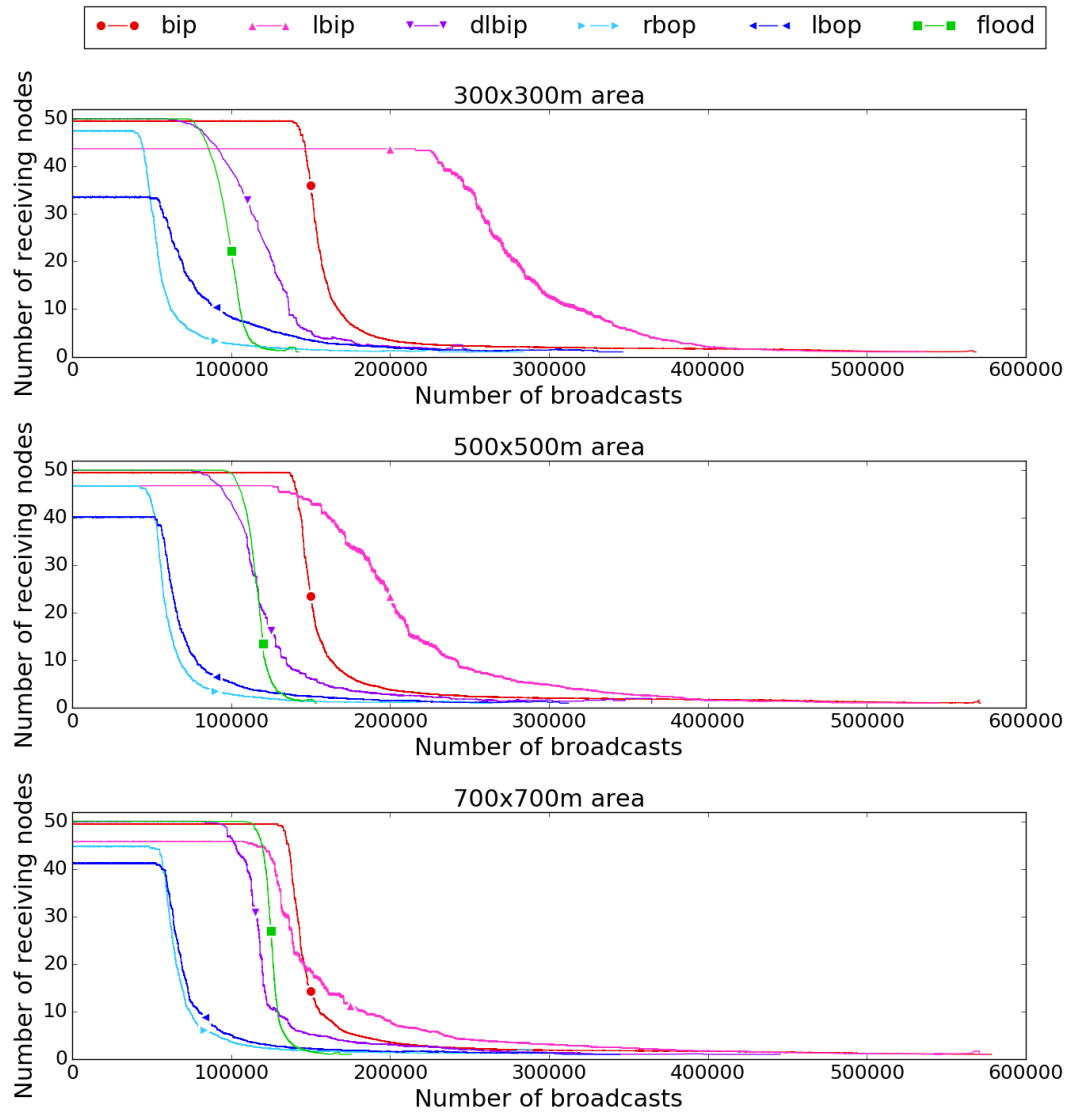 bip lbip dlbip rbop lbop flood
300x300m area
Number of receiving nodes
50
40
30
20
10
0
0 100000 200000 300000 400000 500000 600000
Number of broadcasts
500x500m area
Number of receiving nodes
50
40
30
20
10
0
0 100000 200000 300000 400000 500000 600000
Number of broadcasts
700x700m area
Number of receiving nodes
50
40
30
20
10
0
0 100000 200000 300000 400000 500000 600000
Number of broadcasts